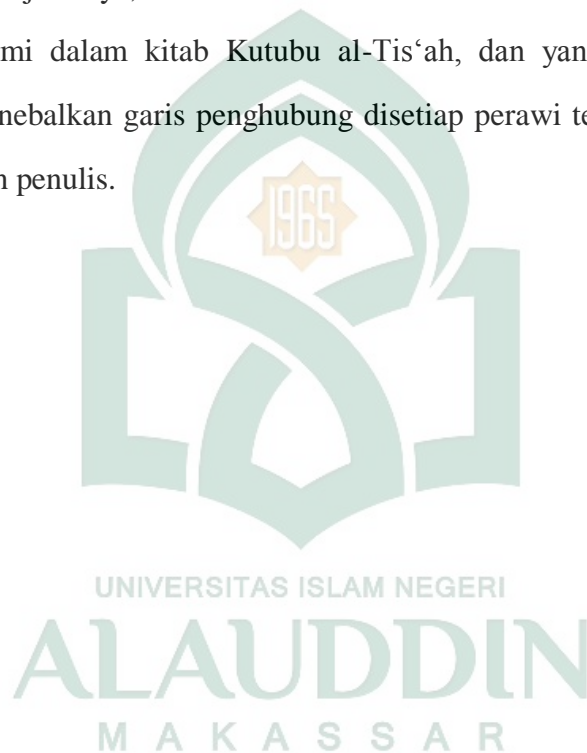 mi dalam kitab Kutubu al-Tis‘ah, dan yan
nebalkan garis penghubung disetiap perawi te
n penulis.
1965
UNIVERSITAS ISLAM NEGERI
ALAUDDIN
MAKASSAR